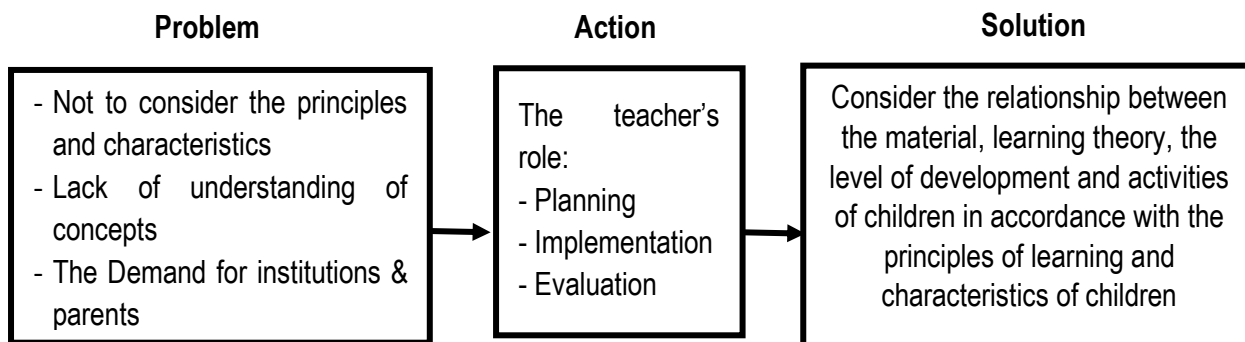 Problem
- Not to consider the principles
and characteristics
- Lack of understanding of
concepts
- The Demand for institutions &
parents
Action
The teacher's
role:
- Planning
- Implementation
- Evaluation
Solution
Consider the relationship between
the material, learning theory, the
level of development and activities
of children in accordance with the
principles of learning and
characteristics of children